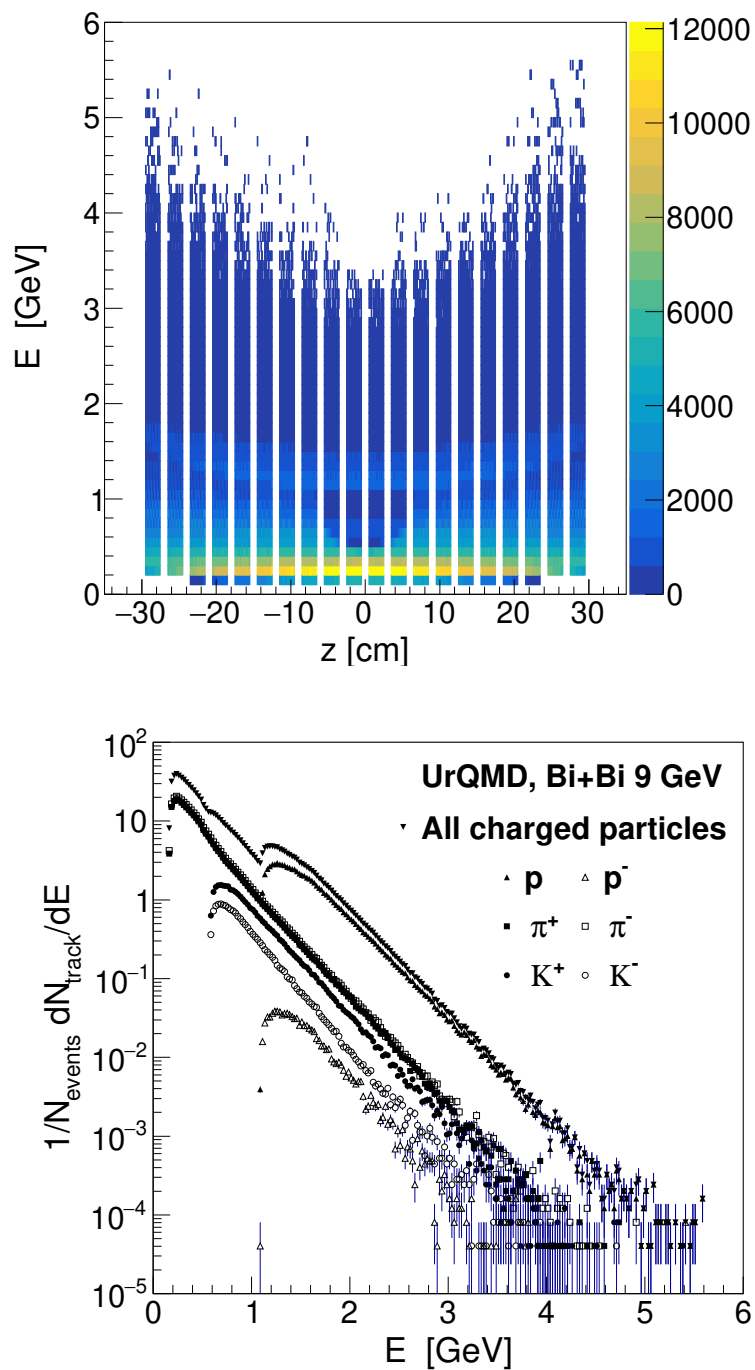 E [GeV]
6
5
4
3
2
1
0
−30 −20 −10 0 10 20 30
z [cm]
12000
10000
8000
6000
4000
2000
0
1/N_events dN_track/dE
10²
10
1
10⁻¹
10⁻²
10⁻³
10⁻⁴
10⁻⁵
UrQMD, Bi+Bi 9 GeV
All charged particles
p p⁻
π⁺ π⁻
K⁺ K⁻
0 1 2 3 4 5 6
E [GeV]